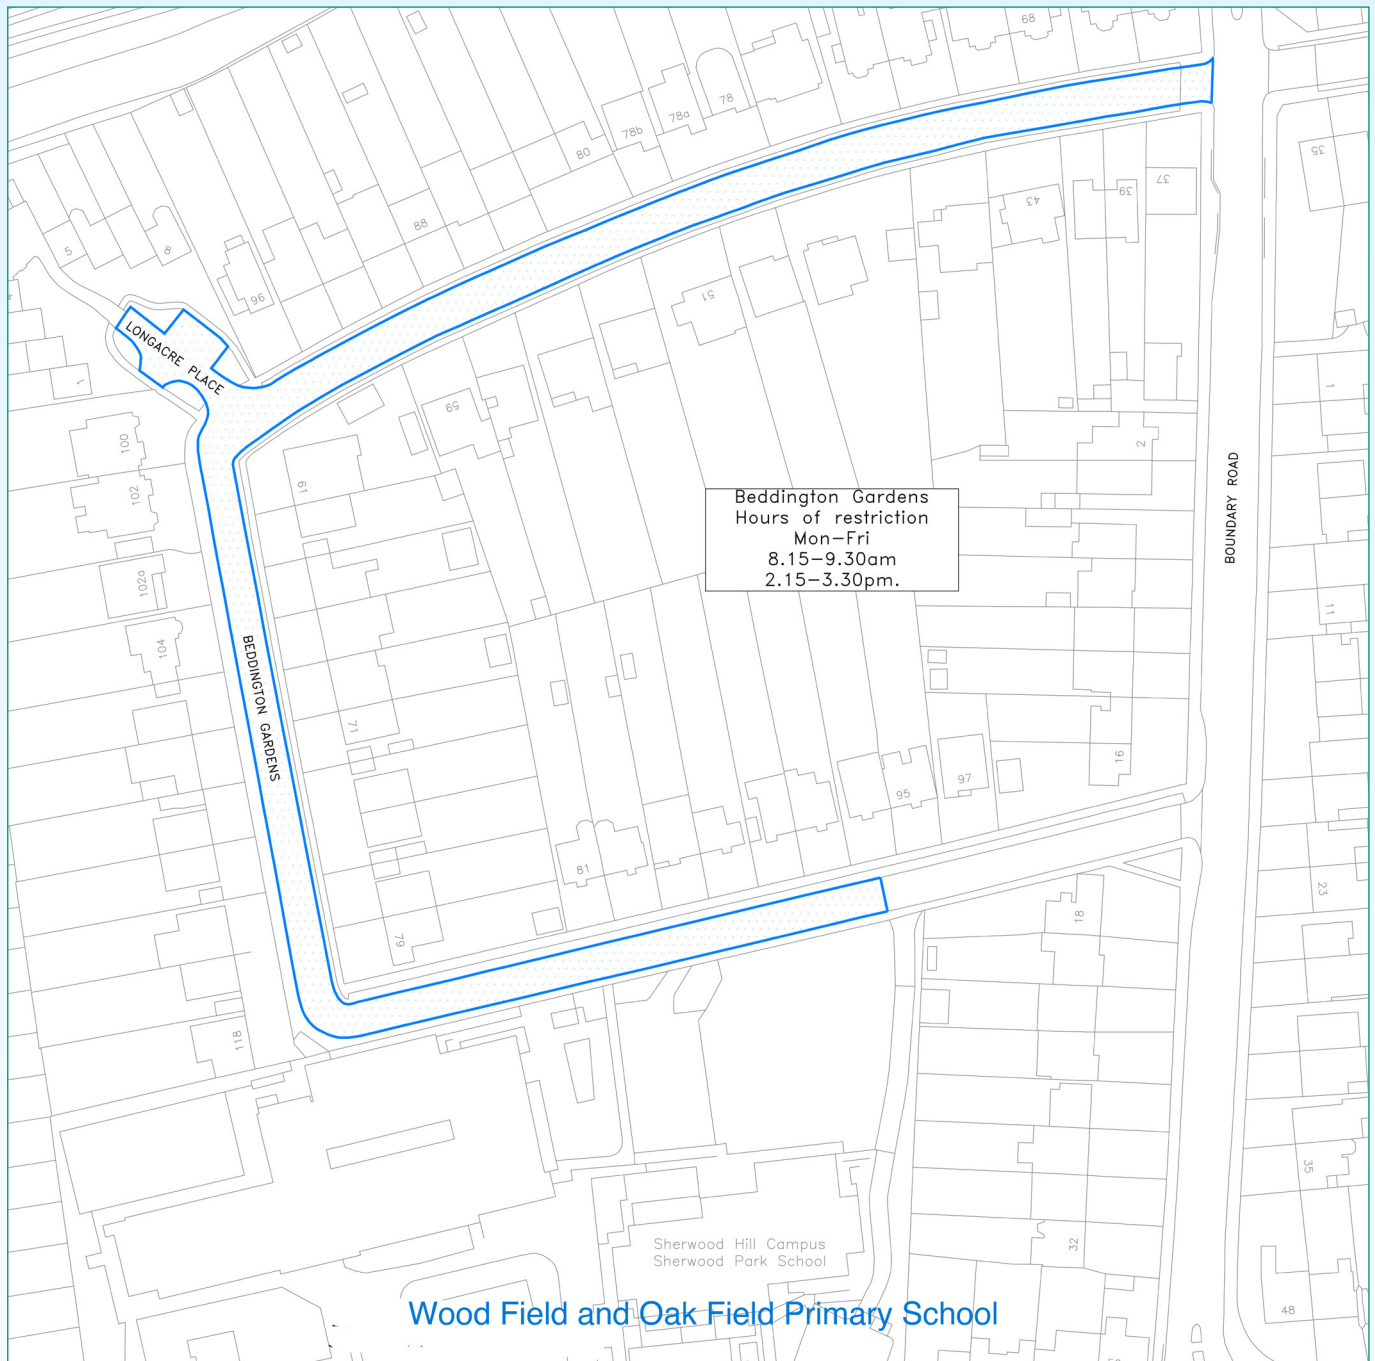 68
78
78a
78b
80
88
96
8
5
1
35
37
39
43
51
59
61
LONGACRE PLACE
100
102
102a
104
118
71
79
81
95
97
2
16
18
32
1
11
23
35
48
BEDDINGTON GARDENS
BOUNDARY ROAD
Beddington Gardens
Hours of restriction
Mon-Fri
8.15-9.30am
2.15-3.30pm.
Sherwood Hill Campus
Sherwood Park School
Wood Field and Oak Field Primary School